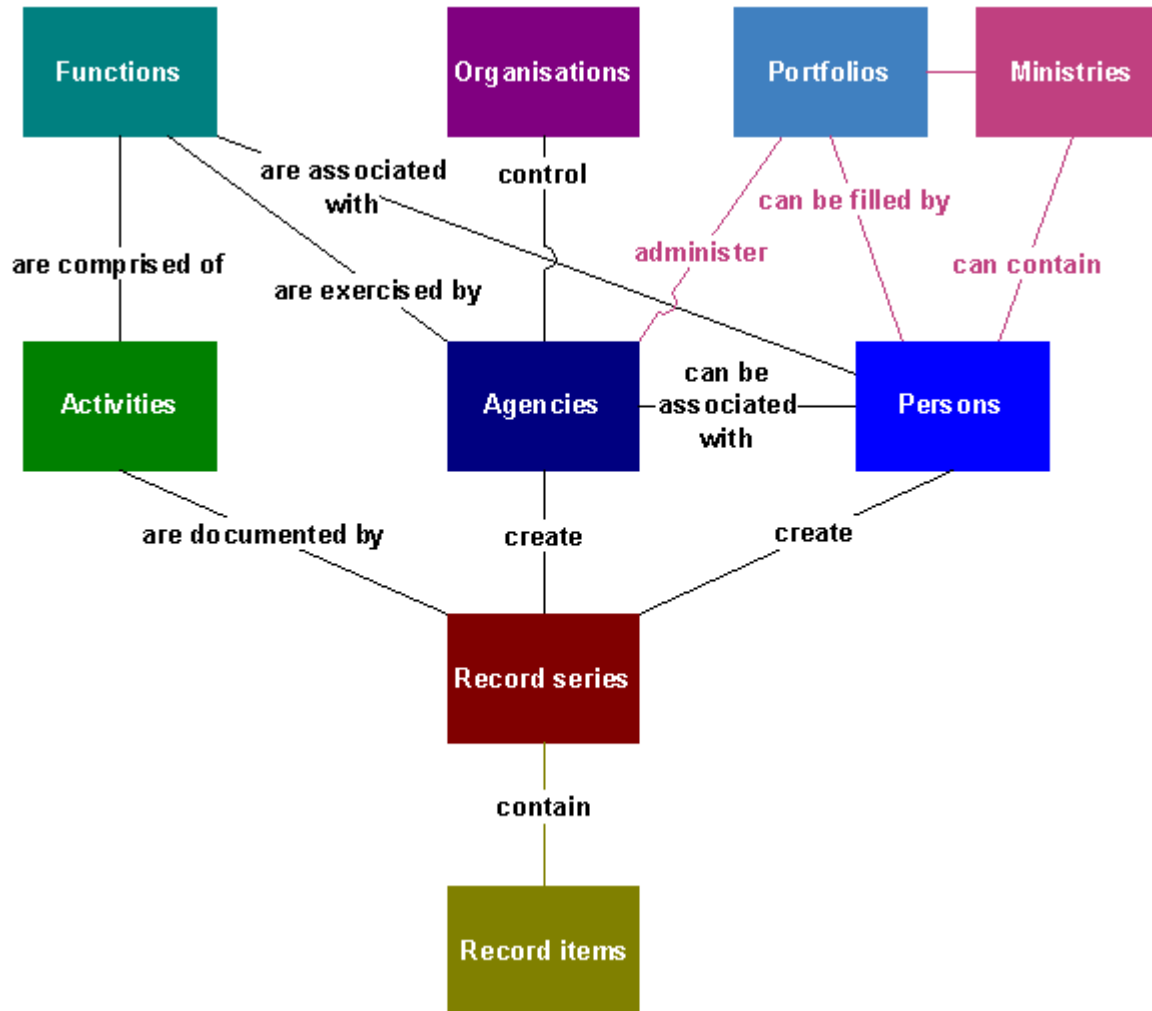 Functions
Organisations
Portfolios
Ministries
are associated
with
control
can be filled by
administer
can contain
are comprised of
are exercised by
Activities
Agencies
can be
associated
with
Persons
are documented by
create
create
Record series
contain
Record items